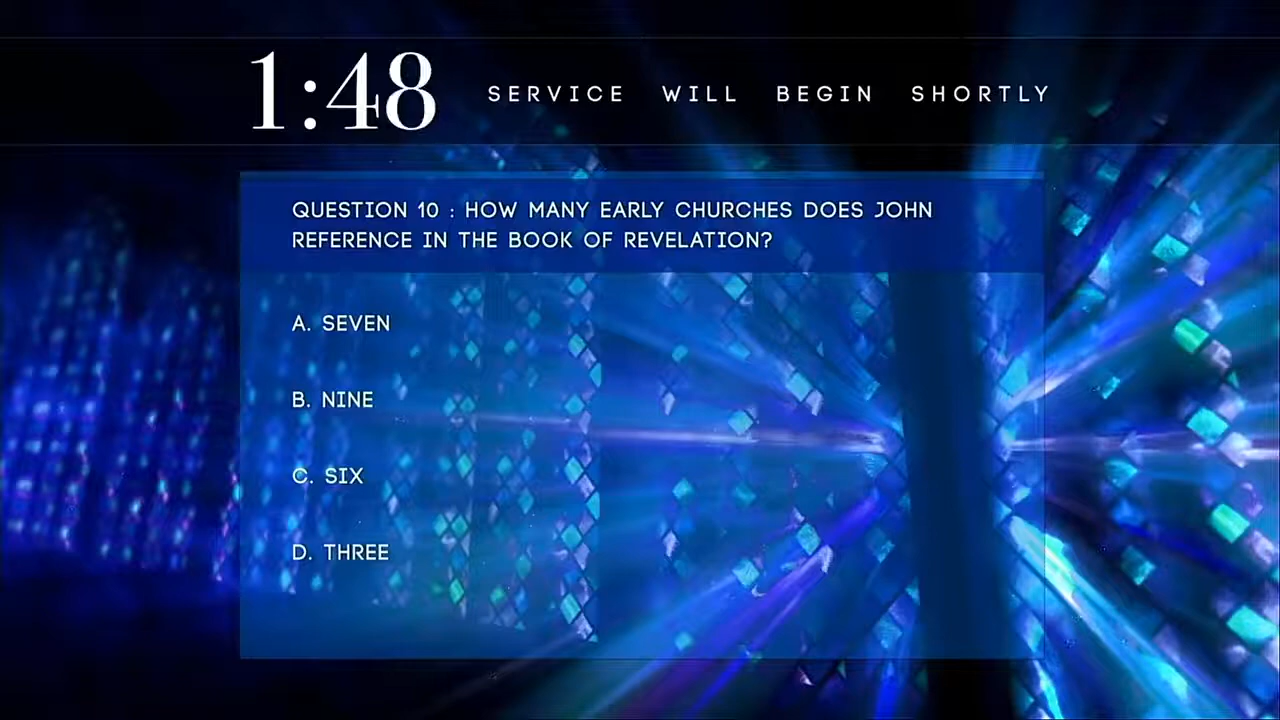 1:48 SERVICE WILL BEGIN SHORTLY
QUESTION 10 : HOW MANY EARLY CHURCHES DOES JOHN
REFERENCE IN THE BOOK OF REVELATION?
A. SEVEN
B. NINE
C. SIX
D. THREE